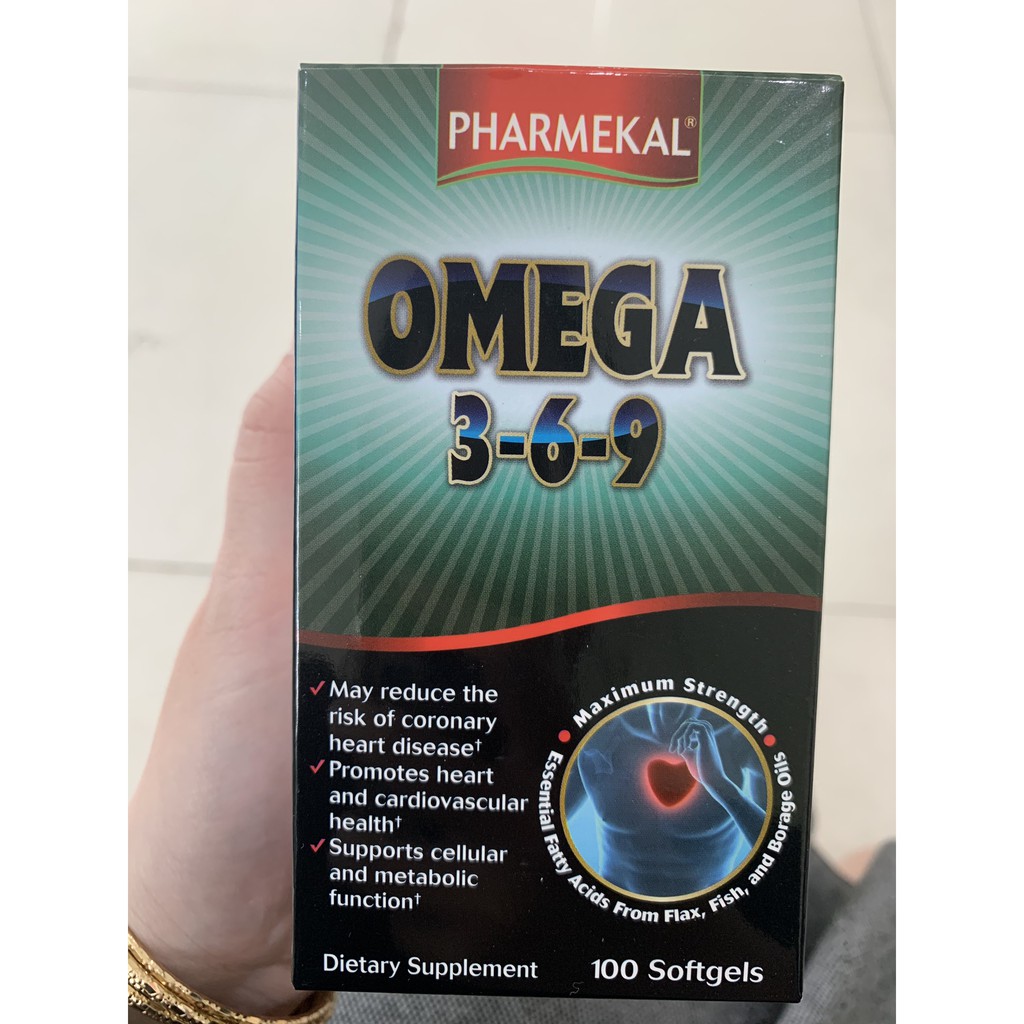 PHARMEKAL®
OMEGA
3-6-9
✓May reduce the
risk of coronary
heart disease†
✓Promotes heart
and cardiovascular
health†
✓Supports cellular
and metabolic
function†
• Maximum Strength •
Essential Fatty Acids From Flax, Fish, and Borage Oils
Dietary Supplement
100 Softgels